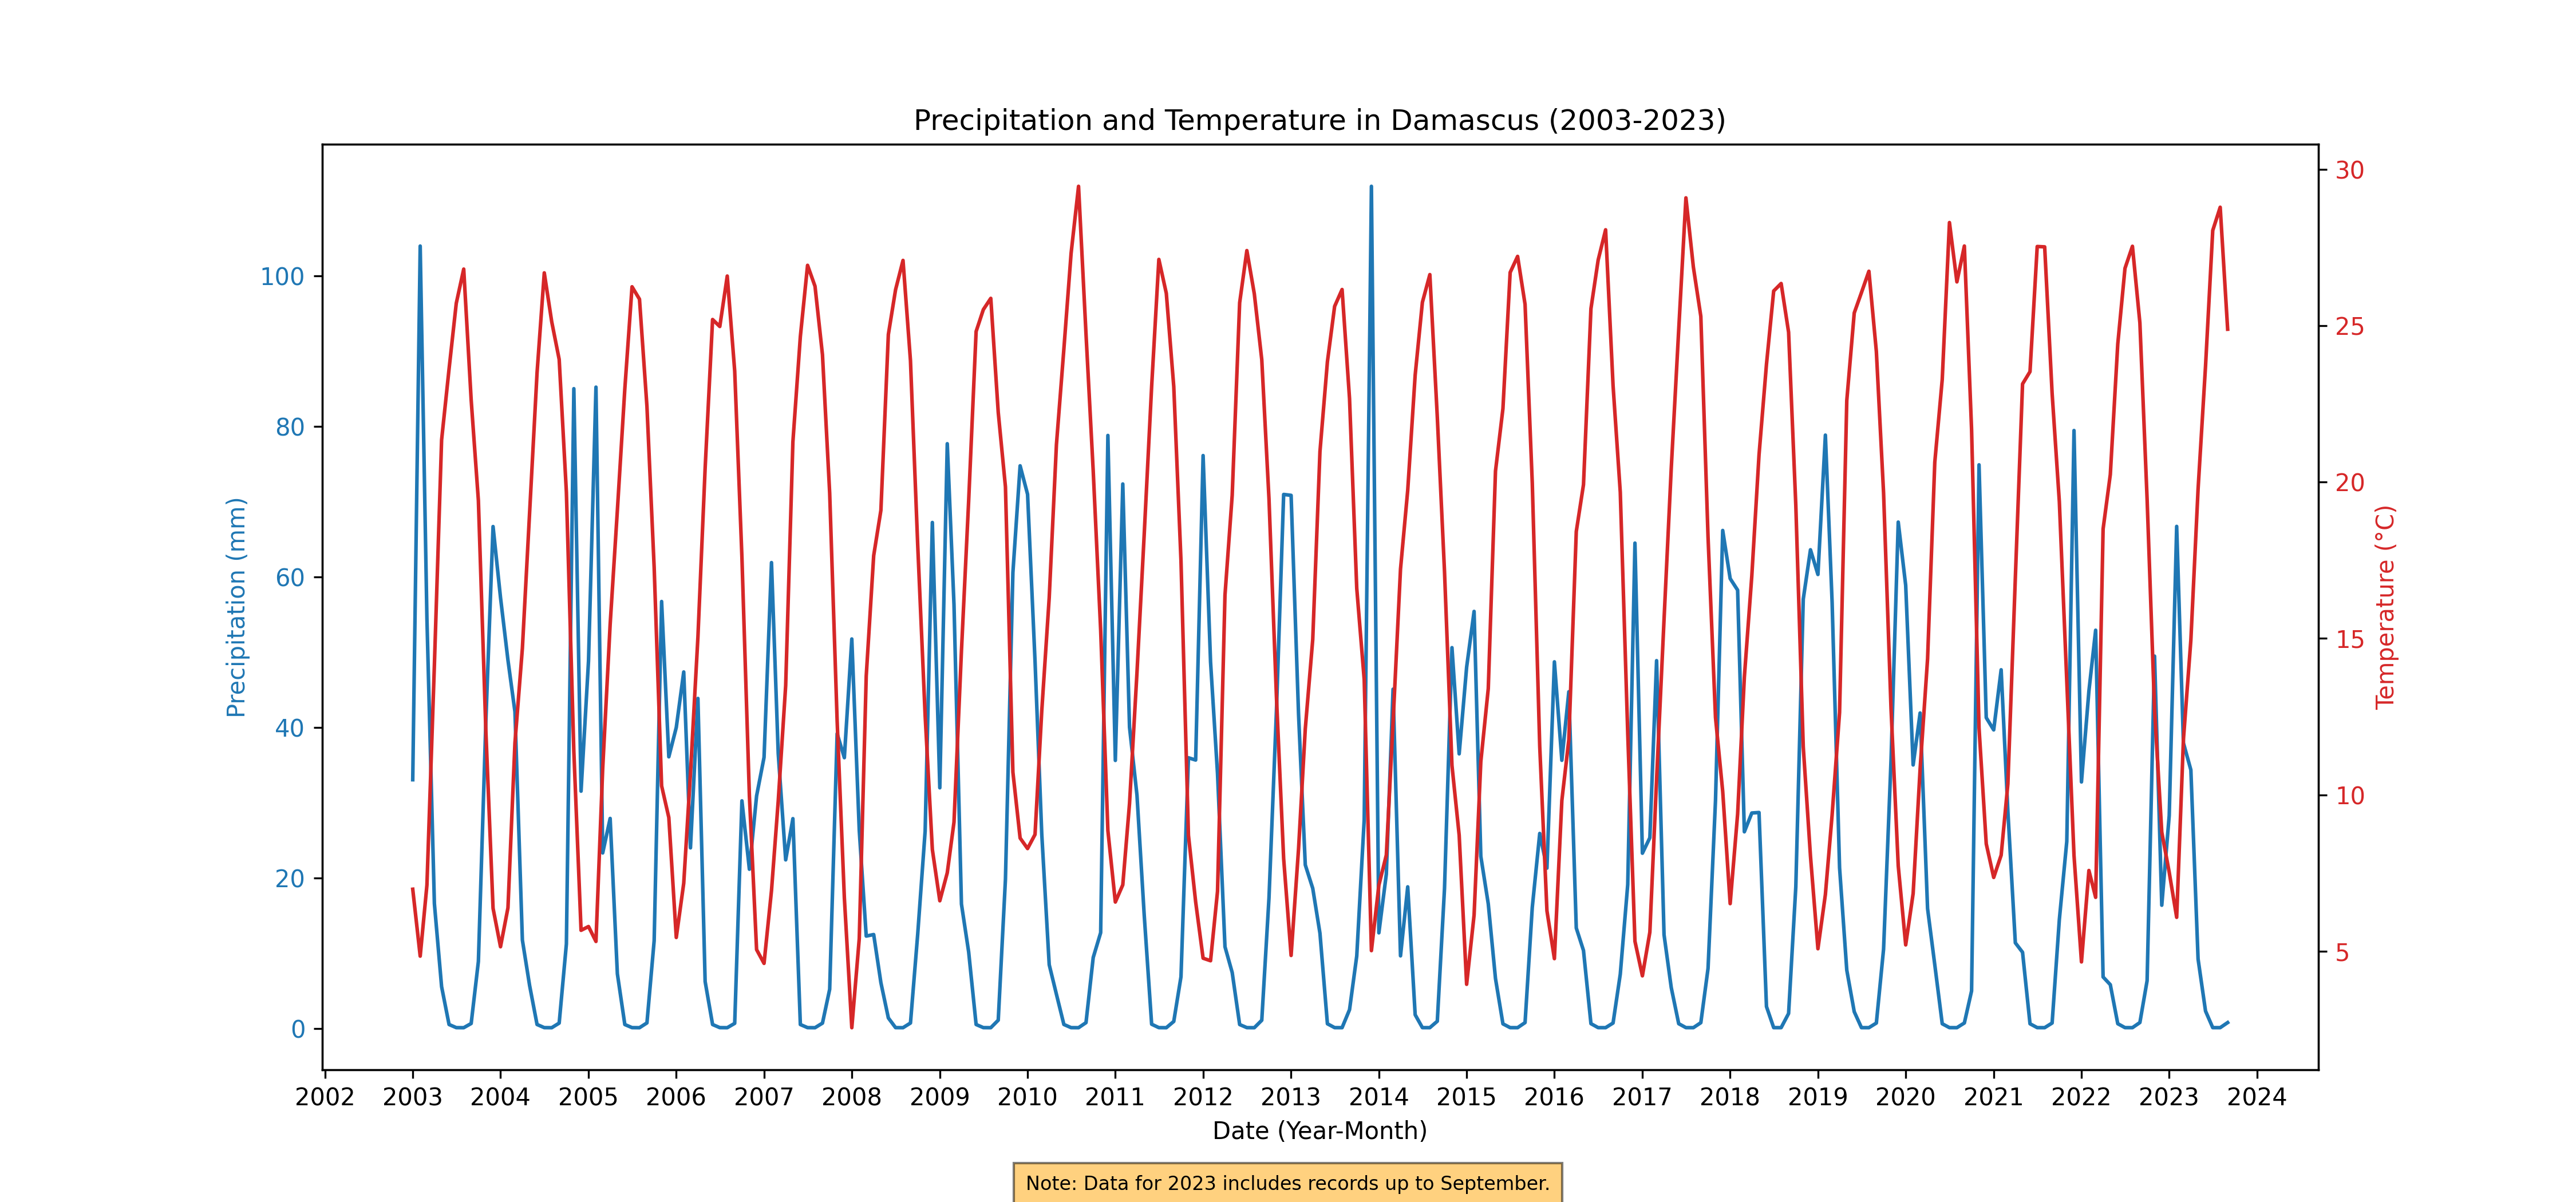 Precipitation and Temperature in Damascus (2003-2023)
Precipitation (mm)
100
80
60
40
20
0
30
25
20
15
10
5
Temperature (°C)
2002 2003 2004 2005 2006 2007 2008 2009 2010 2011 2012 2013 2014 2015 2016 2017 2018 2019 2020 2021 2022 2023 2024
Date (Year-Month)
Note: Data for 2023 includes records up to September.